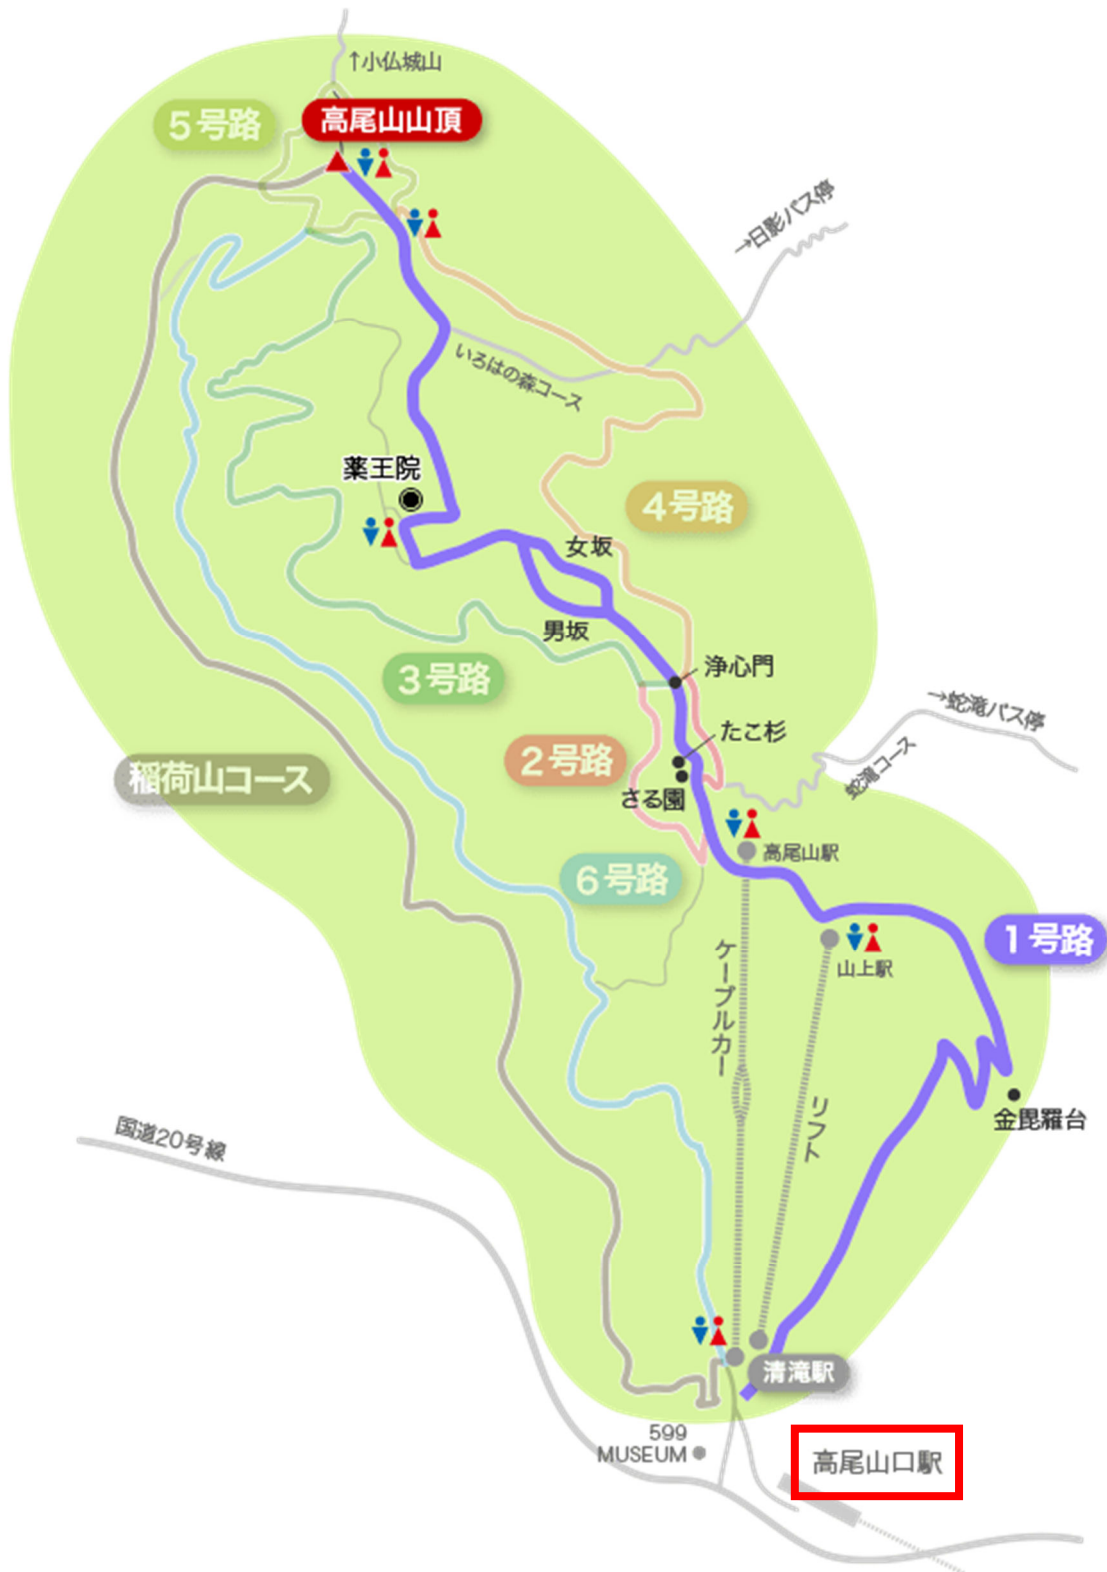 ↑小仏城山
5号路
高尾山山頂
→日影バス停
いろはの森コース
薬王院
4号路
女坂
男坂
浄心門
3号路
→蛇滝バス停
たこ杉
2号路
蛇滝コース
稲荷山コース
さる園
高尾山駅
6号路
1号路
山上駅
ケーブルカー
リフト
金毘羅台
国道20号線
清滝駅
599
MUSEUM
高尾山口駅